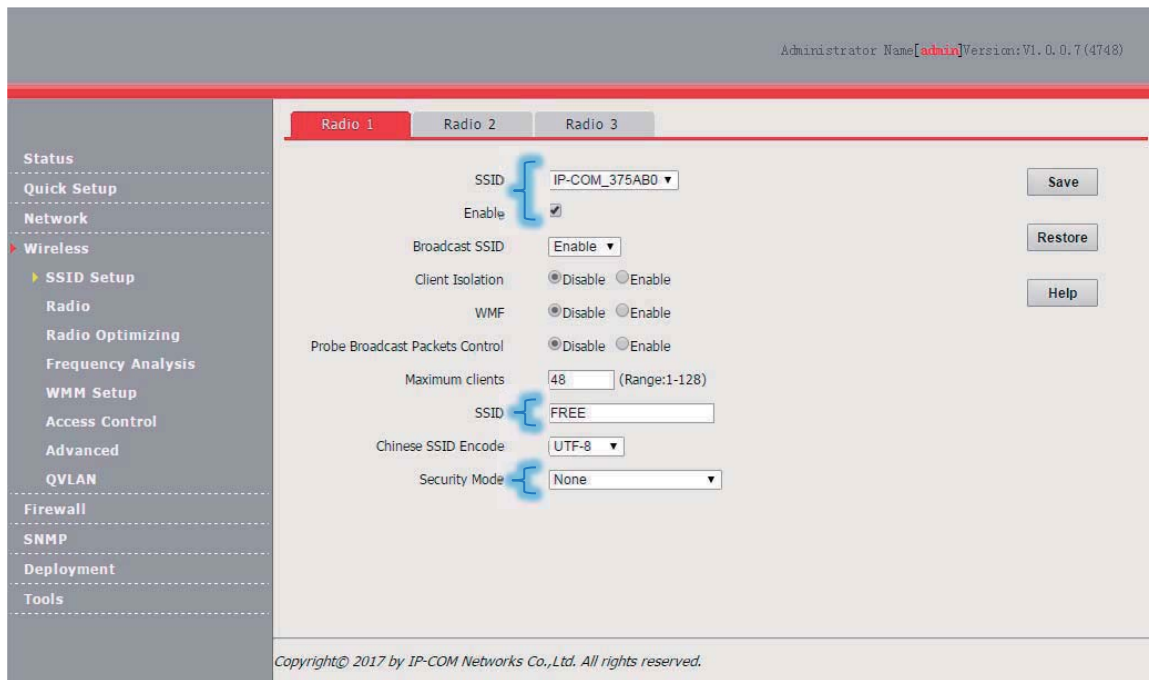 Administrator Name[admin]Version:V1.0.0.7(4748)
Radio 1 Radio 2 Radio 3
Status
Quick Setup
Network
Wireless
SSID Setup
Radio
Radio Optimizing
Frequency Analysis
WMM Setup
Access Control
Advanced
QVLAN
Firewall
SNMP
Deployment
Tools
SSID IP-COM_375AB0
Enable
Broadcast SSID Enable
Client Isolation Disable Enable
WMF Disable Enable
Probe Broadcast Packets Control Disable Enable
Maximum clients 48 (Range:1-128)
SSID FREE
Chinese SSID Encode UTF-8
Security Mode None
Save
Restore
Help
Copyright© 2017 by IP-COM Networks Co.,Ltd. All rights reserved.